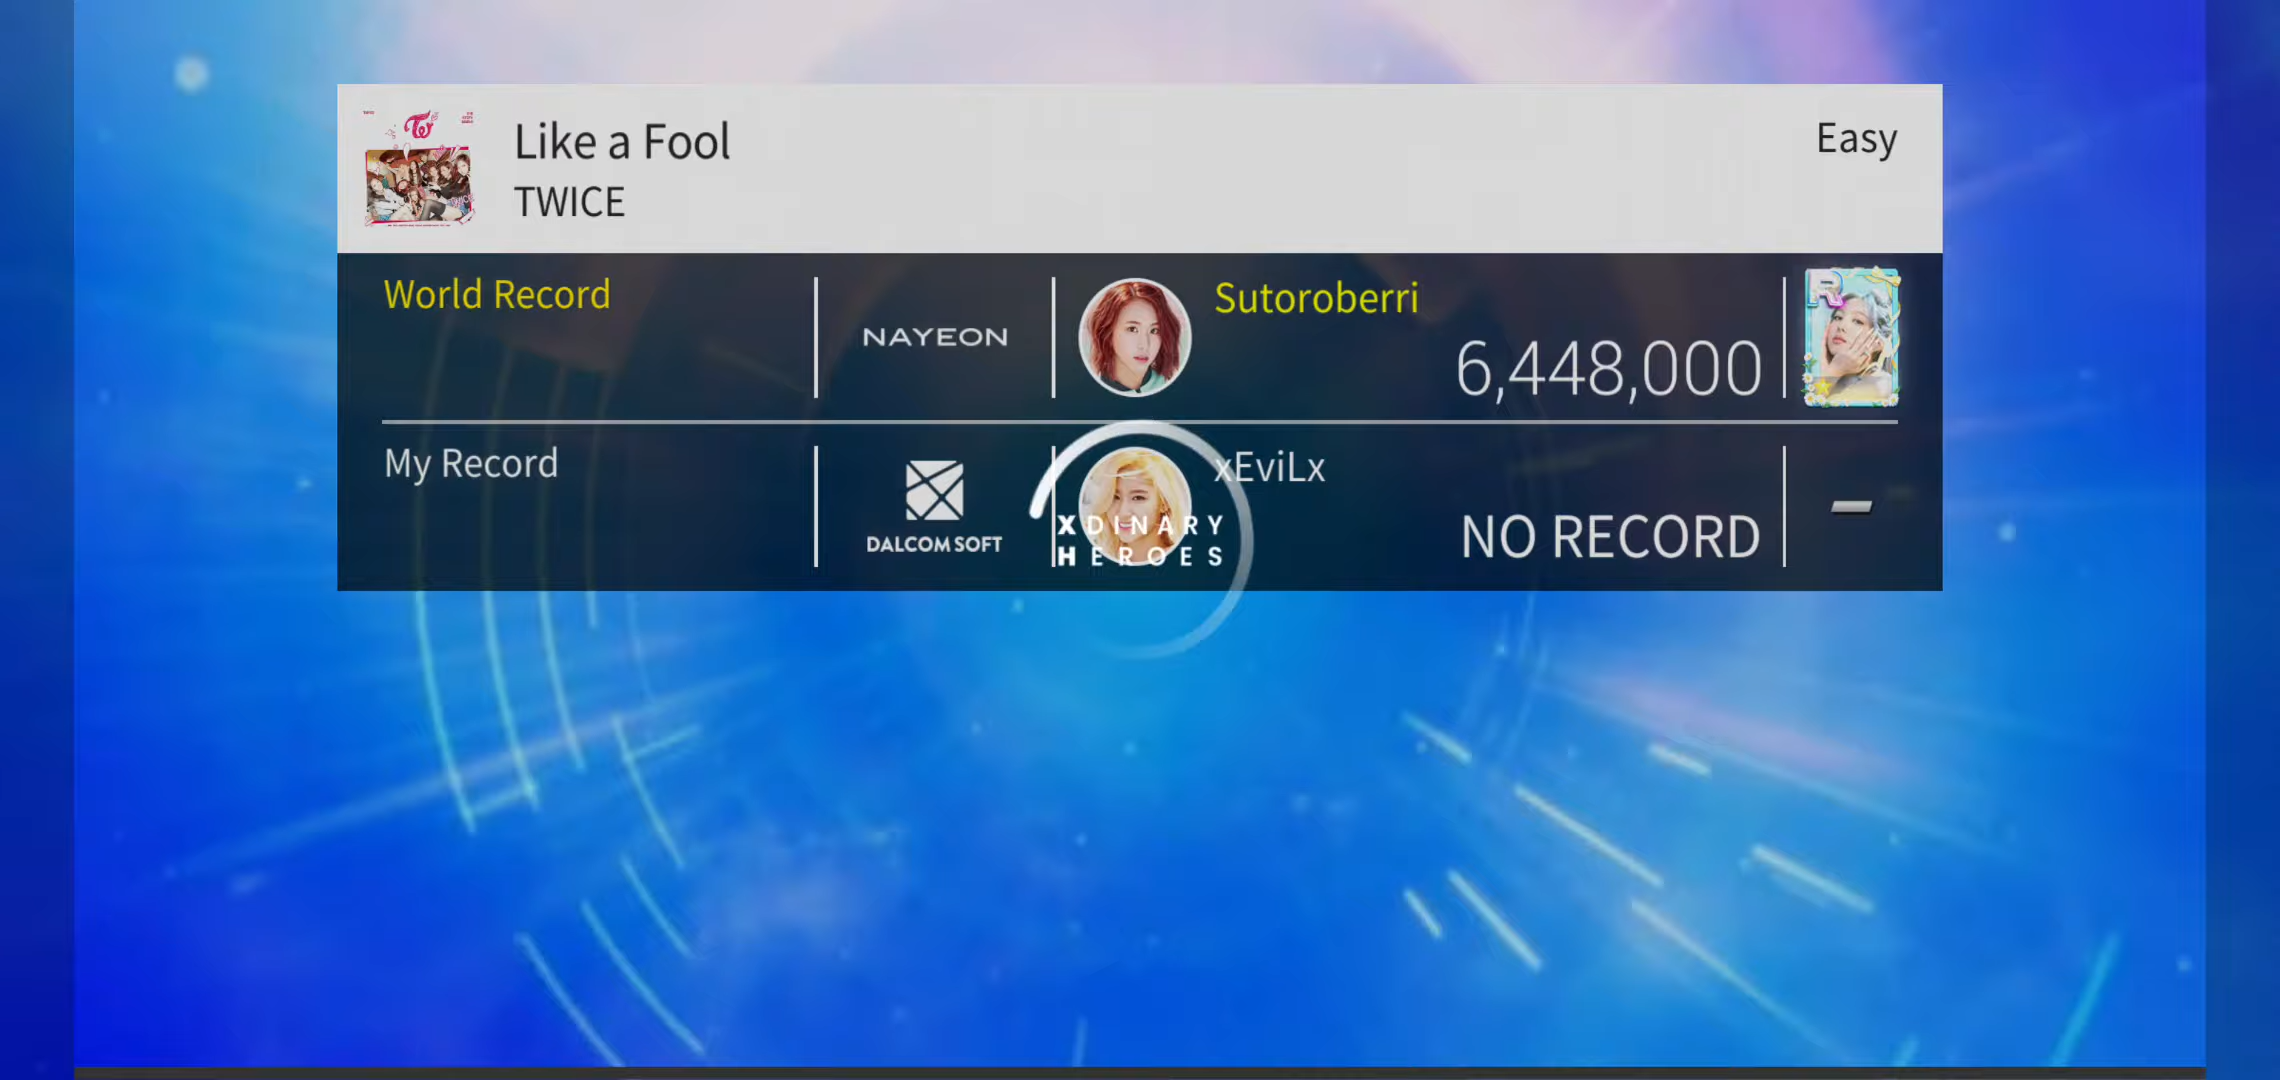 Like a Fool
TWICE
Easy
World Record
NAYEON
Sutoroberri
6,448,000
R
My Record
DALCOM SOFT
xEviLx
XDINARY
HEROES
NO RECORD
-